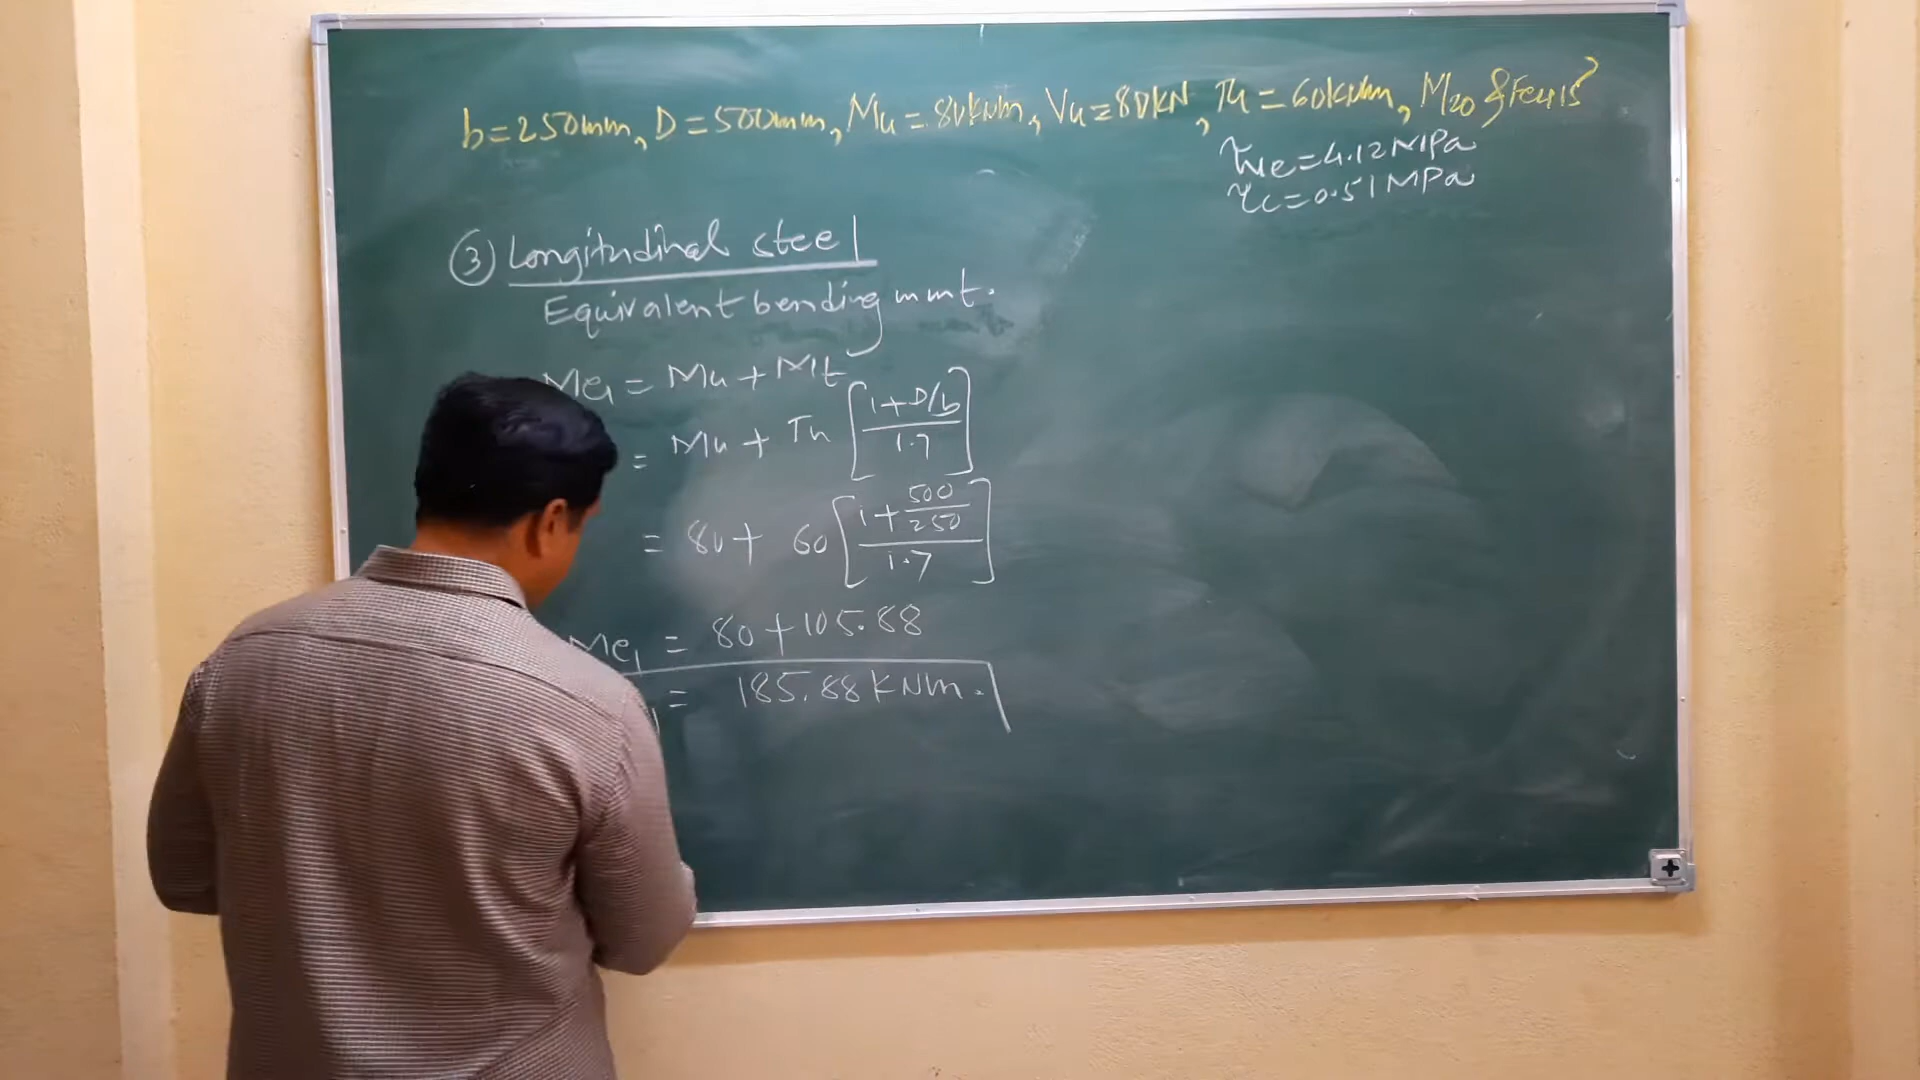 b=250mm, D=500mm, Mu=80kNm, Vu=80kN, Tu=60kNm, M20 & Fe415?
τve=4.12MPa
τc=0.51MPa
③ Longitudinal steel
Equivalent bending mmt.
Me1 = Mu + Mt
= Mu + Tu [(1+D/b)/1.7]
= 80+ 60 [(1+500/250)/1.7]
Me1 = 80+105.88
= 185.88 kNm.